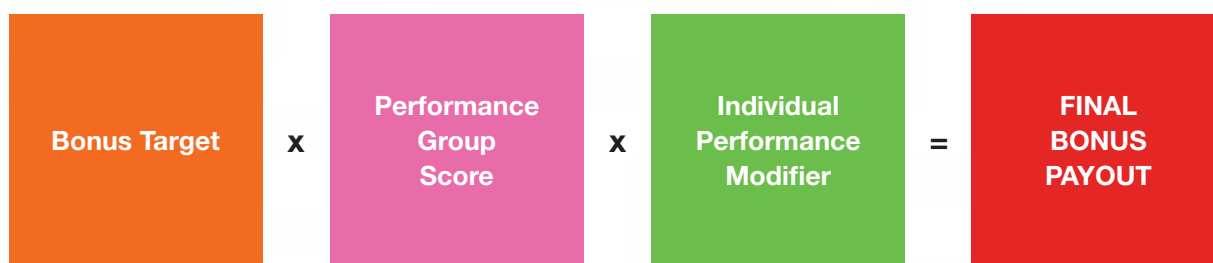 Bonus Target
x
Performance
Group
Score
x
Individual
Performance
Modifier
=
FINAL
BONUS
PAYOUT